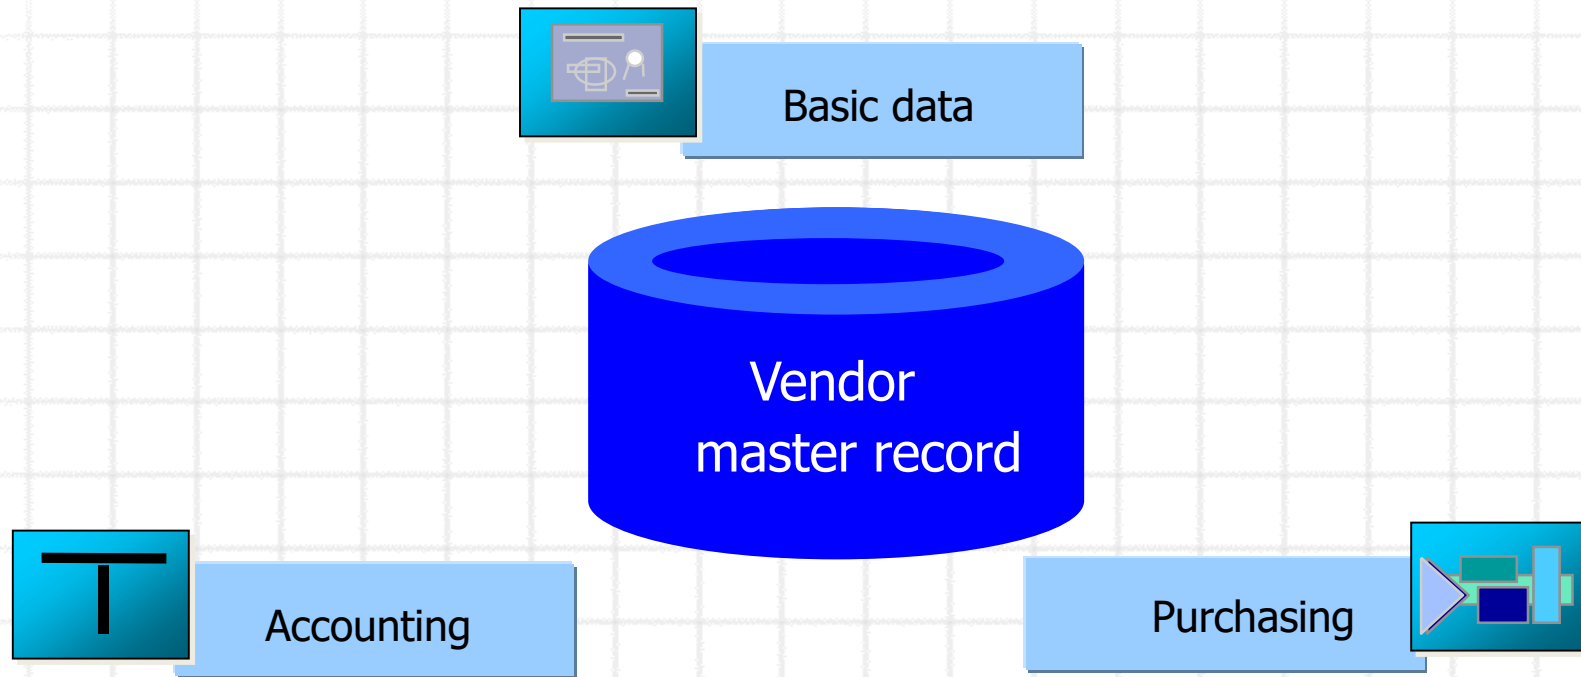 Basic data
Vendor
master record
Accounting
Purchasing